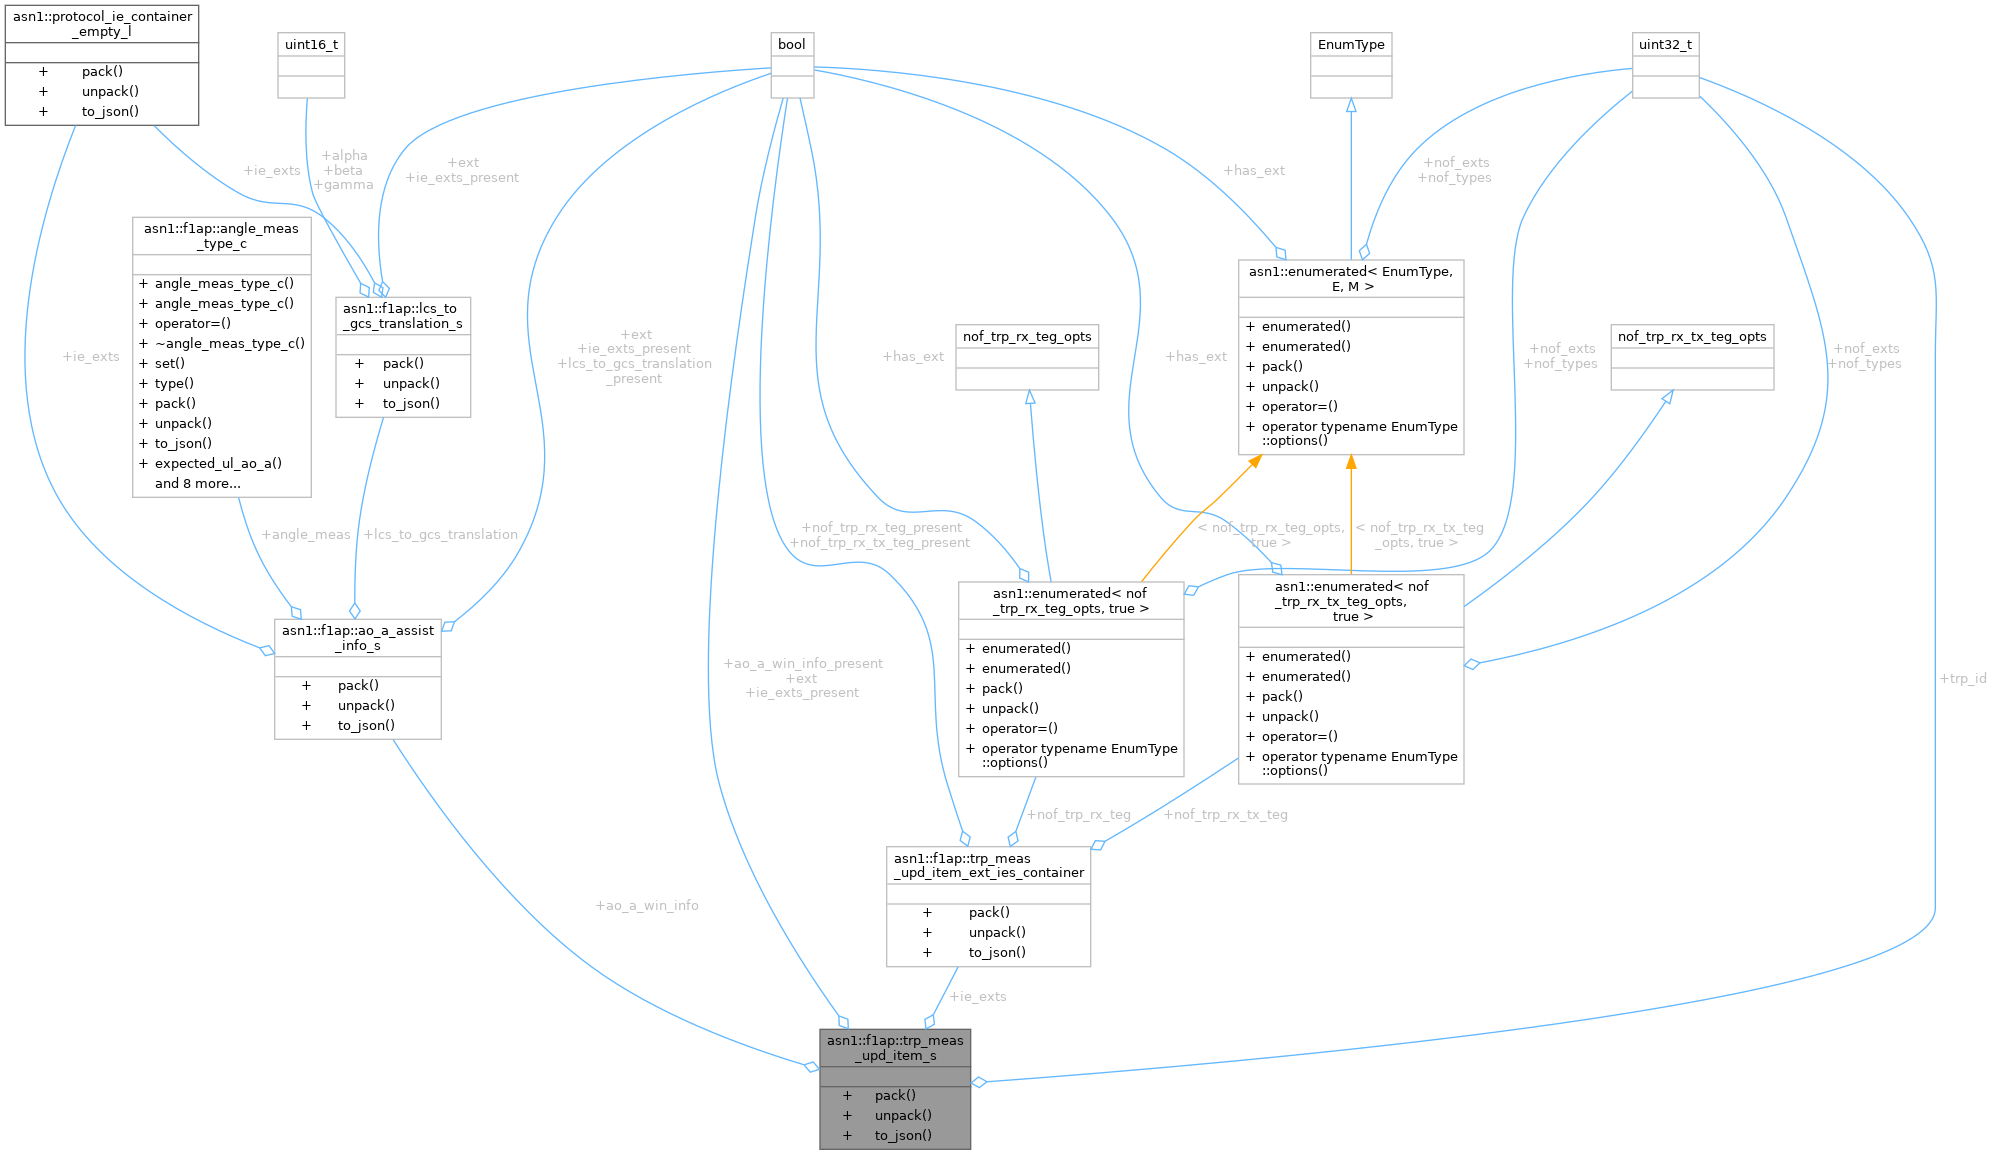 asn1::protocol_ie_container
_empty_l
+ pack()
+ unpack()
+ to_json()
uint16_t
bool
EnumType
uint32_t
+ie_exts
+alpha
+beta
+gamma
+ext
+ie_exts_present
+has_ext
+nof_exts
+nof_types
asn1::f1ap::angle_meas
_type_c
+ angle_meas_type_c()
+ angle_meas_type_c()
+ operator=()
+ ~angle_meas_type_c()
+ set()
+ type()
+ pack()
+ unpack()
+ to_json()
+ expected_ul_ao_a()
and 8 more...
asn1::f1ap::lcs_to
_gcs_translation_s
+ pack()
+ unpack()
+ to_json()
asn1::enumerated< EnumType,
E, M >
+ enumerated()
+ enumerated()
+ pack()
+ unpack()
+ operator=()
+ operator typename EnumType
::options()
nof_trp_rx_teg_opts
nof_trp_rx_tx_teg_opts
+ie_exts
+ext
+ie_exts_present
+lcs_to_gcs_translation
_present
+has_ext
+has_ext
+nof_exts
+nof_types
+nof_exts
+nof_types
+angle_meas
+lcs_to_gcs_translation
+nof_trp_rx_teg_present
+nof_trp_rx_tx_teg_present
< nof_trp_rx_teg_opts,
true >
< nof_trp_rx_tx_teg
_opts, true >
asn1::f1ap::ao_a_assist
_info_s
+ pack()
+ unpack()
+ to_json()
asn1::enumerated< nof
_trp_rx_teg_opts, true >
+ enumerated()
+ enumerated()
+ pack()
+ unpack()
+ operator=()
+ operator typename EnumType
::options()
asn1::enumerated< nof
_trp_rx_tx_teg_opts,
true >
+ enumerated()
+ enumerated()
+ pack()
+ unpack()
+ operator=()
+ operator typename EnumType
::options()
+ao_a_win_info_present
+ext
+ie_exts_present
+trp_id
+nof_trp_rx_teg
+nof_trp_rx_tx_teg
asn1::f1ap::trp_meas
_upd_item_ext_ies_container
+ pack()
+ unpack()
+ to_json()
+ao_a_win_info
+ie_exts
asn1::f1ap::trp_meas
_upd_item_s
+ pack()
+ unpack()
+ to_json()